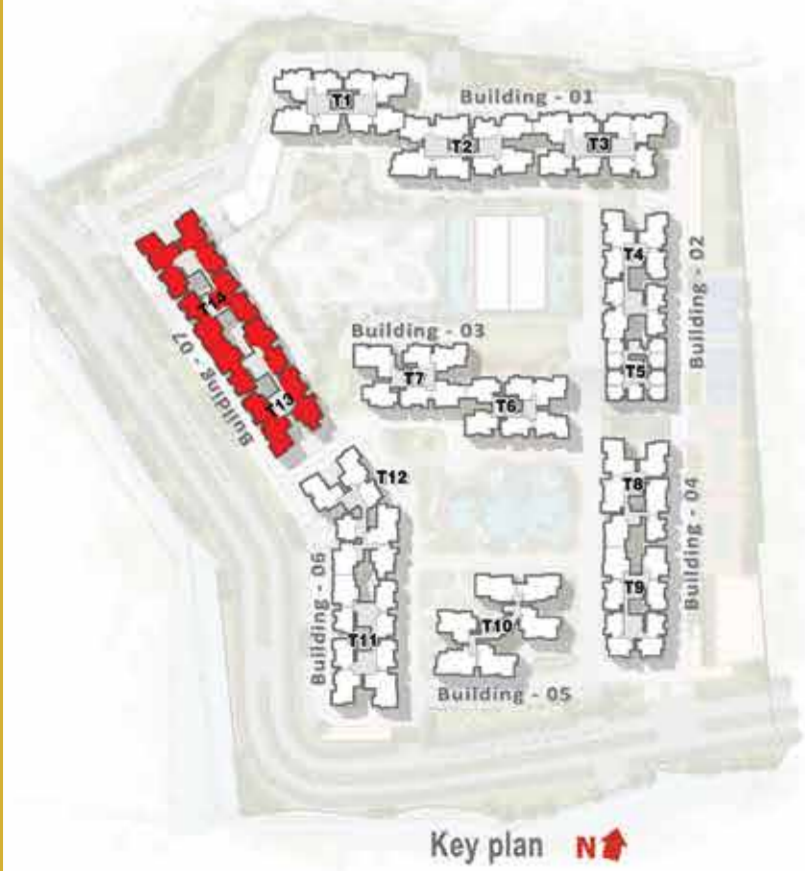 T1
Building - 01
T2
T3
T4
Building - 02
T14
Building - 03
T5
T7
Building - 07
T13
T6
T12
T8
Building - 04
Building - 06
T9
T10
T11
Building - 05
Key plan N